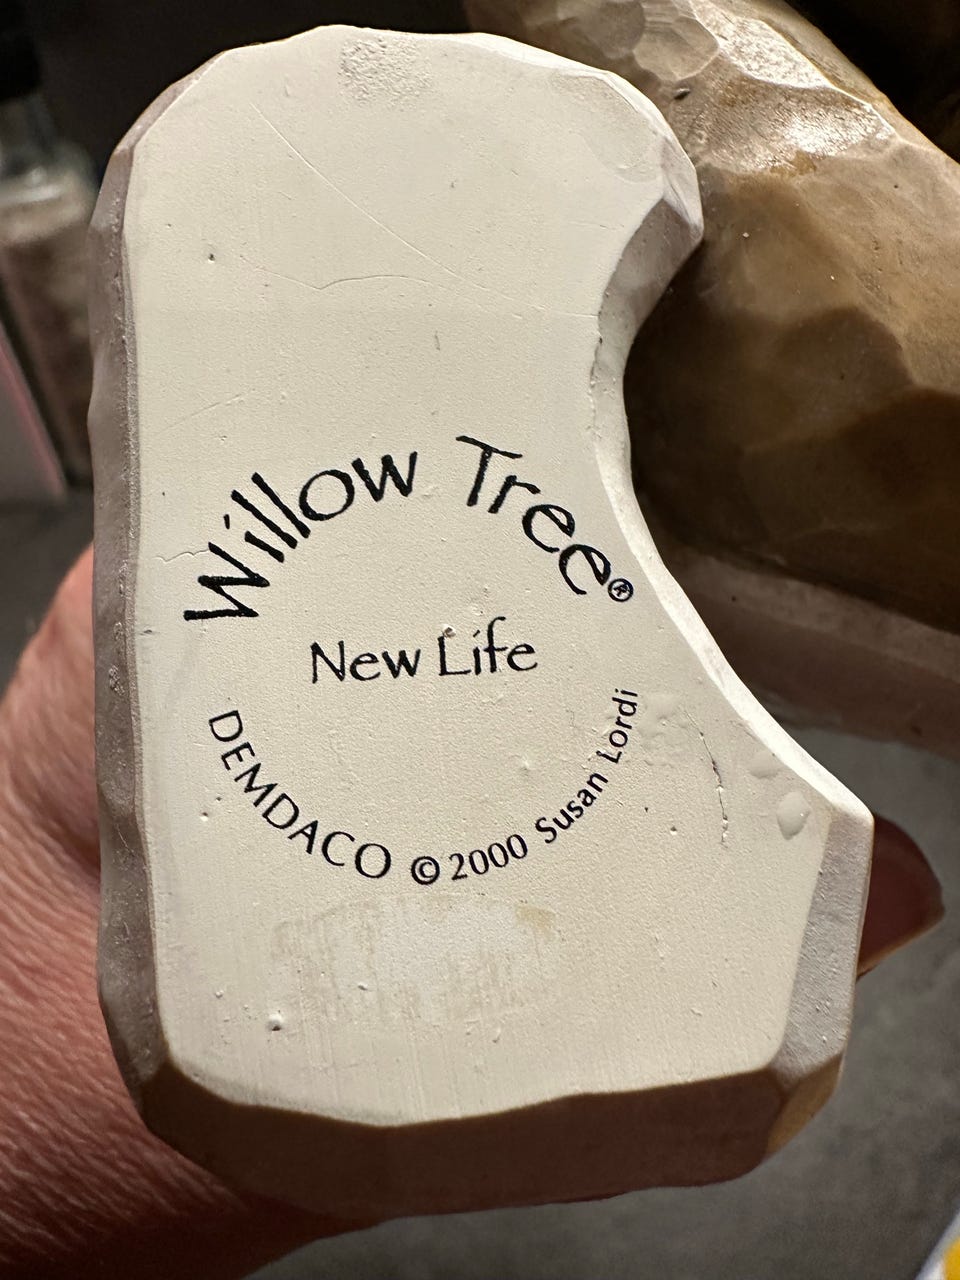 Willow Tree®
New Life
DEMDACO © 2000 Susan Lordi